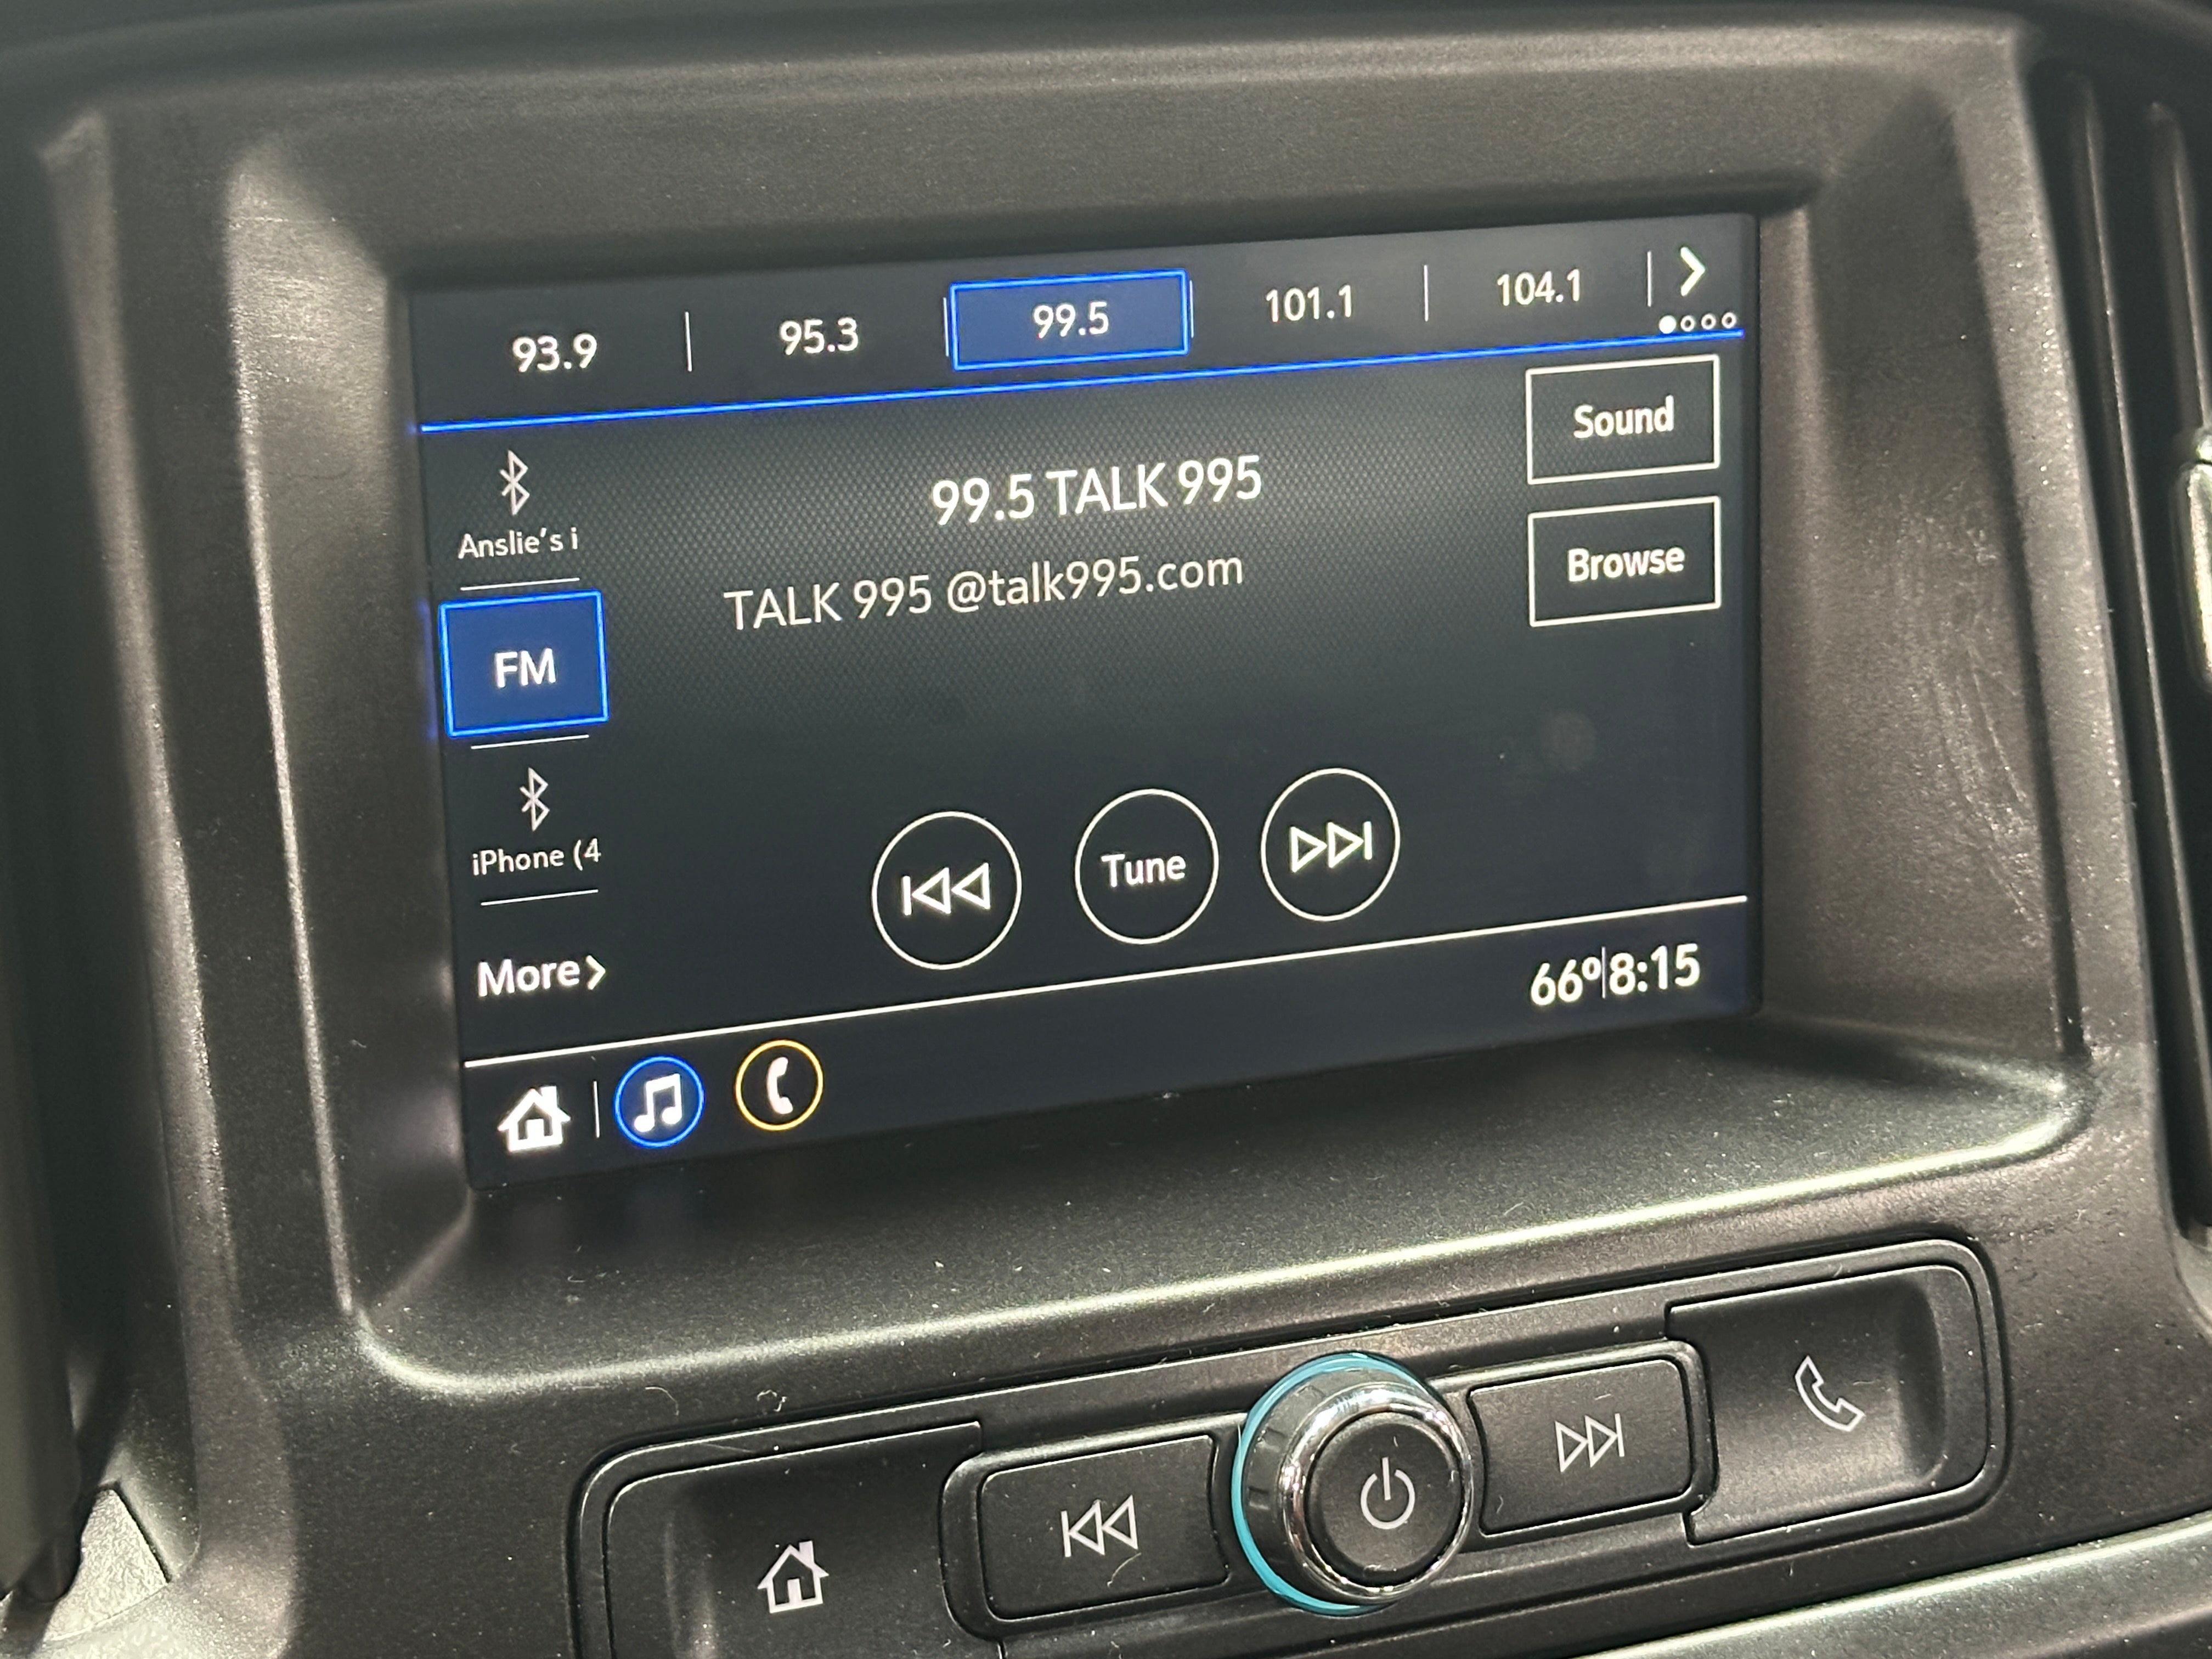 93.9 95.3 99.5 101.1 104.1
Sound
99.5 TALK 995
Anslie's i
Browse
TALK 995 @talk995.com
FM
iPhone (4
Tune
More
66º 8:15